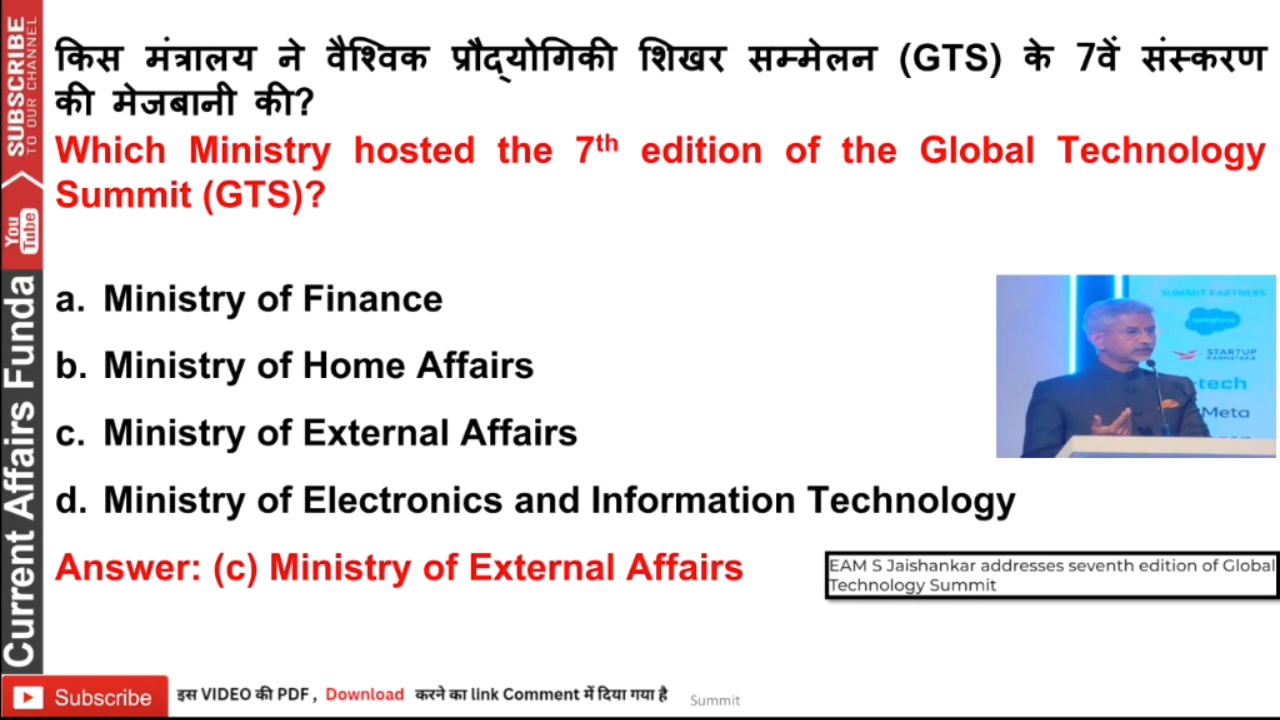 किस मंत्रालय ने वैश्विक प्रौद्योगिकी शिखर सम्मेलन (GTS) के 7वें संस्करण
की मेजबानी की?
Which Ministry hosted the 7th edition of the Global Technology
Summit (GTS)?
a. Ministry of Finance
b. Ministry of Home Affairs
c. Ministry of External Affairs
d. Ministry of Electronics and Information Technology
Answer: (c) Ministry of External Affairs
SUMMIT PARTNERS
salesforce
STARTUP
KARNATAKA
tech
Meta
EAM S Jaishankar addresses seventh edition of Global
Technology Summit
SUBSCRIBE
TO OUR CHANNEL
You
Tube
Current Affairs Funda
Subscribe
इस VIDEO की PDF , Download करने का link Comment में दिया गया है
Summit